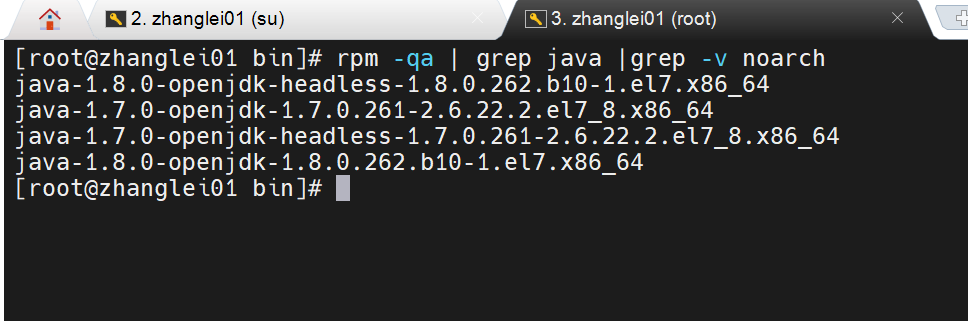 2. zhanglei01 (su)
3. zhanglei01 (root)
[root@zhanglei01 bin]# rpm -qa | grep java |grep -v noarch
java-1.8.0-openjdk-headless-1.8.0.262.b10-1.el7.x86_64
java-1.7.0-openjdk-1.7.0.261-2.6.22.2.el7_8.x86_64
java-1.7.0-openjdk-headless-1.7.0.261-2.6.22.2.el7_8.x86_64
java-1.8.0-openjdk-1.8.0.262.b10-1.el7.x86_64
[root@zhanglei01 bin]#